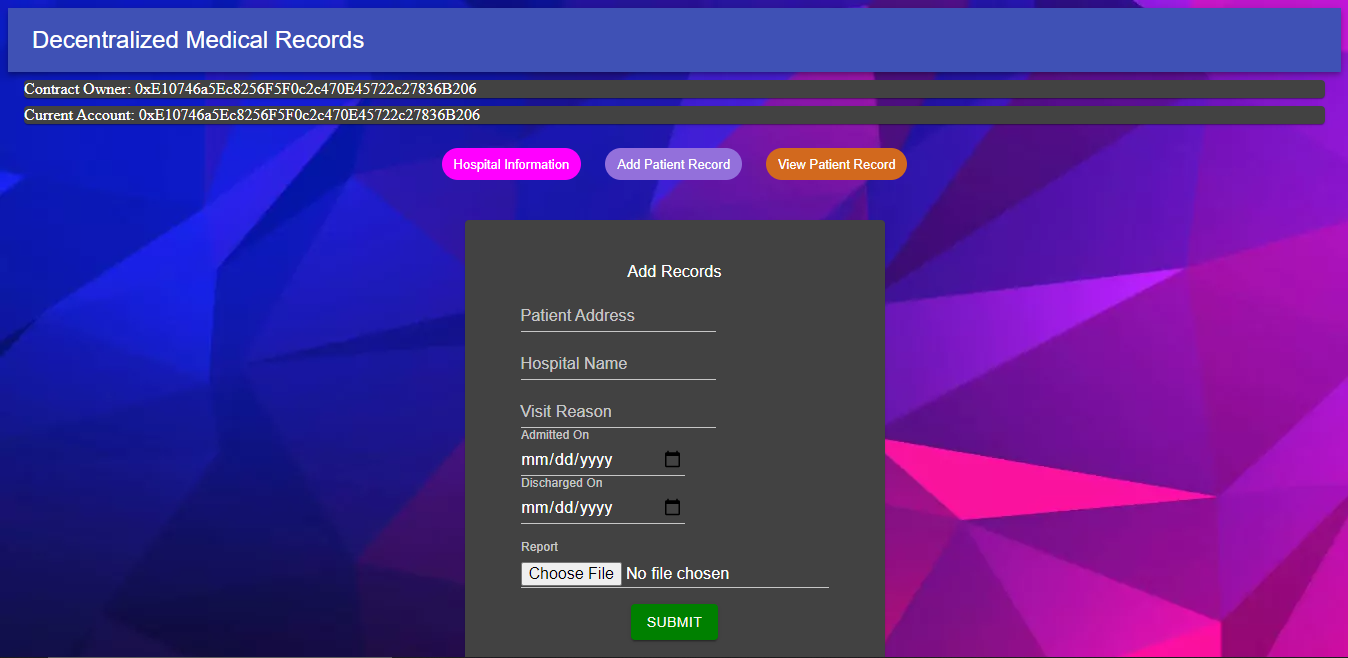 Decentralized Medical Records
Contract Owner: 0xE10746a5Ec8256F5F0c2c470E45722c27836B206
Current Account: 0xE10746a5Ec8256F5F0c2c470E45722c27836B206
Hospital Information Add Patient Record View Patient Record
Add Records
Patient Address
Hospital Name
Visit Reason
Admitted On
mm/dd/yyyy
Discharged On
mm/dd/yyyy
Report
Choose File No file chosen
SUBMIT